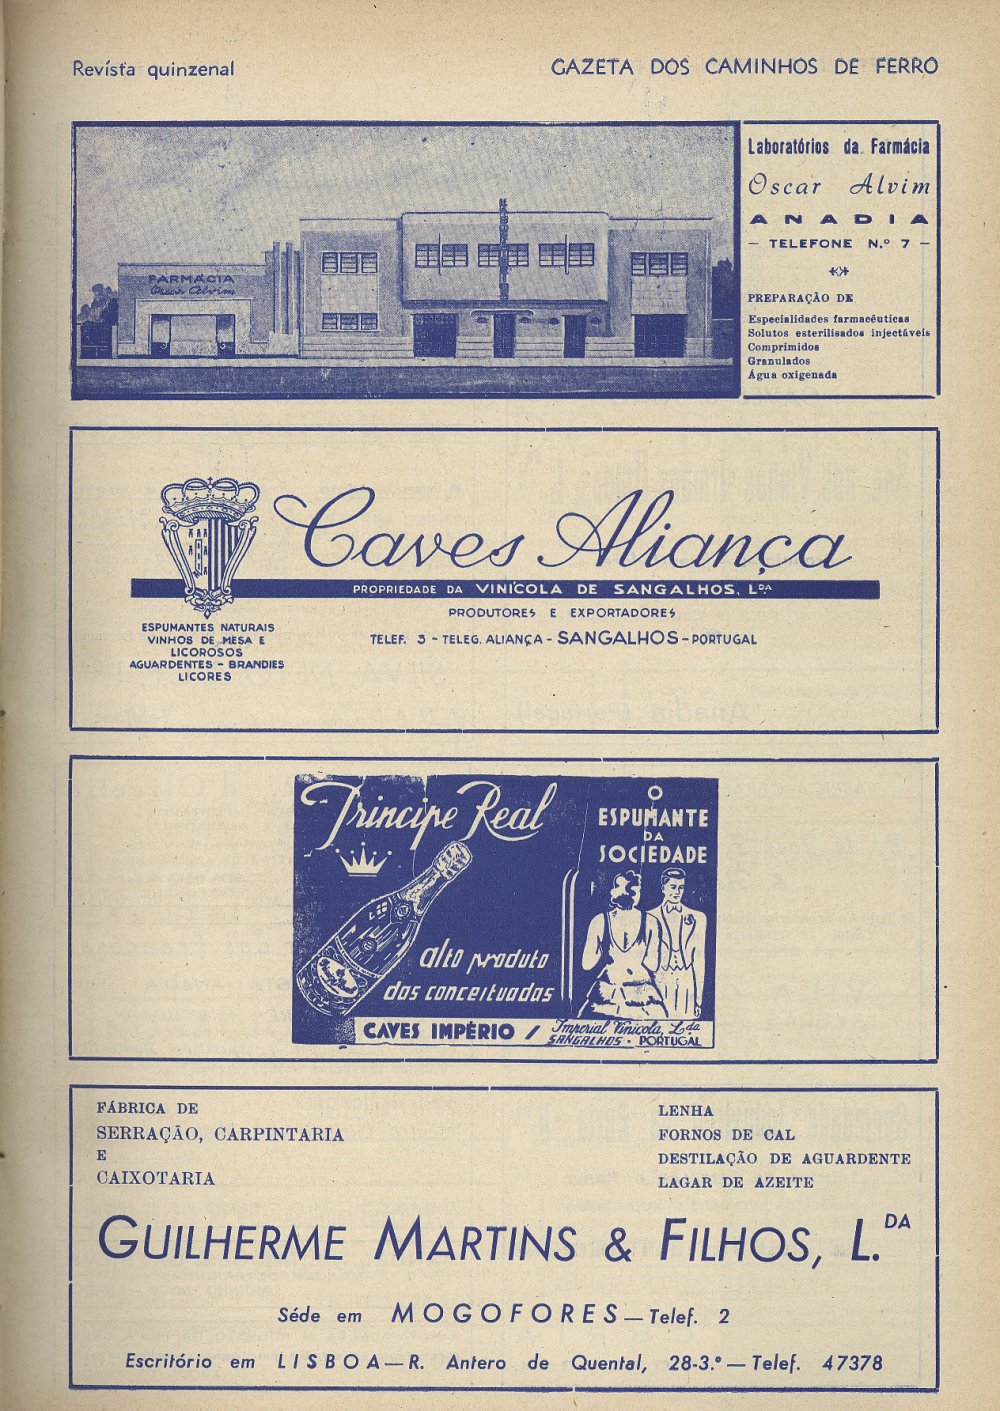 Revista quinzenal
GAZETA DOS CAMINHOS DE FERRO
FARMÁCIA
Oscar Alvim
Laboratórios da Farmácia
Oscar Alvim
ANADIA
— TELEFONE N.º 7 —
PREPARAÇÃO DE
Especialidades farmacêuticas
Solutos esterilisados injectáveis
Comprimidos
Granulados
Água oxigenada
Caves Aliança
PROPRIEDADE DA VINÍCOLA DE SANGALHOS, L.DA
PRODUTORES E EXPORTADORES
TELEF. 3 - TELEG. ALIANÇA - SANGALHOS - PORTUGAL
ESPUMANTES NATURAIS
VINHOS DE MESA E
LICOROSOS
AGUARDENTES - BRANDIES
LICORES
Principe Real
O
ESPUMANTE
DA
SOCIEDADE
alto produto
das conceituadas
CAVES IMPÉRIO /
Imperial Vinicola, L.da
SANGALHOS - PORTUGAL
FÁBRICA DE
SERRAÇÃO, CARPINTARIA
E
CAIXOTARIA
LENHA
FORNOS DE CAL
DESTILAÇÃO DE AGUARDENTE
LAGAR DE AZEITE
GUILHERME MARTINS & FILHOS, L.DA
Séde em MOGOFORES — Telef. 2
Escritório em LISBOA — R. Antero de Quental, 28-3.º — Telef. 47378